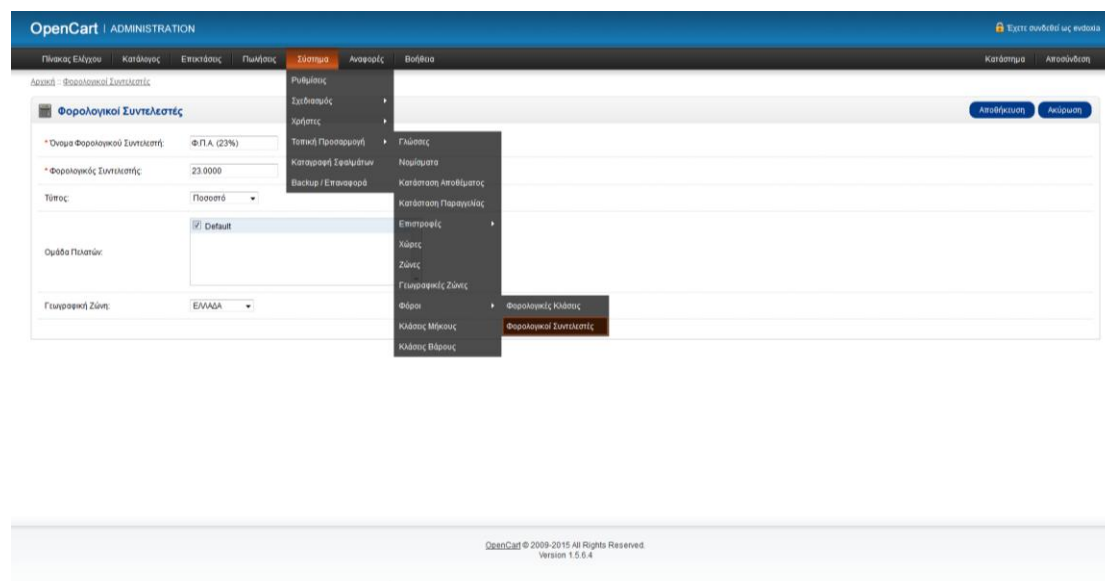 OpenCart | ADMINISTRATION
Έχετε συνδεθεί ως evdoxia
Πίνακας Ελέγχου Κατάλογος Επεκτάσεις Πωλήσεις Σύστημα Αναφορές Βοήθεια Κατάστημα Αποσύνδεση
Αρχική :: Φορολογικοί Συντελεστές
Φορολογικοί Συντελεστές
Αποθήκευση Ακύρωση
* Όνομα Φορολογικού Συντελεστή: Φ.Π.Α. (23%)
* Φορολογικός Συντελεστής: 23.0000
Τύπος: Ποσοστό
Ομάδα Πελατών: Default
Γεωγραφική Ζώνη: ΕΛΛΑΔΑ
Ρυθμίσεις
Σχεδιασμός
Χρήστες
Τοπική Προσαρμογή
Καταγραφή Σφαλμάτων
Backup / Επαναφορά
Γλώσσες
Νομίσματα
Κατάσταση Αποθέματος
Κατάσταση Παραγγελίας
Επιστροφές
Χώρες
Ζώνες
Γεωγραφικές Ζώνες
Φόροι
Κλάσεις Μήκους
Κλάσεις Βάρους
Φορολογικές Κλάσεις
Φορολογικοί Συντελεστές
OpenCart © 2009-2015 All Rights Reserved.
Version 1.5.6.4